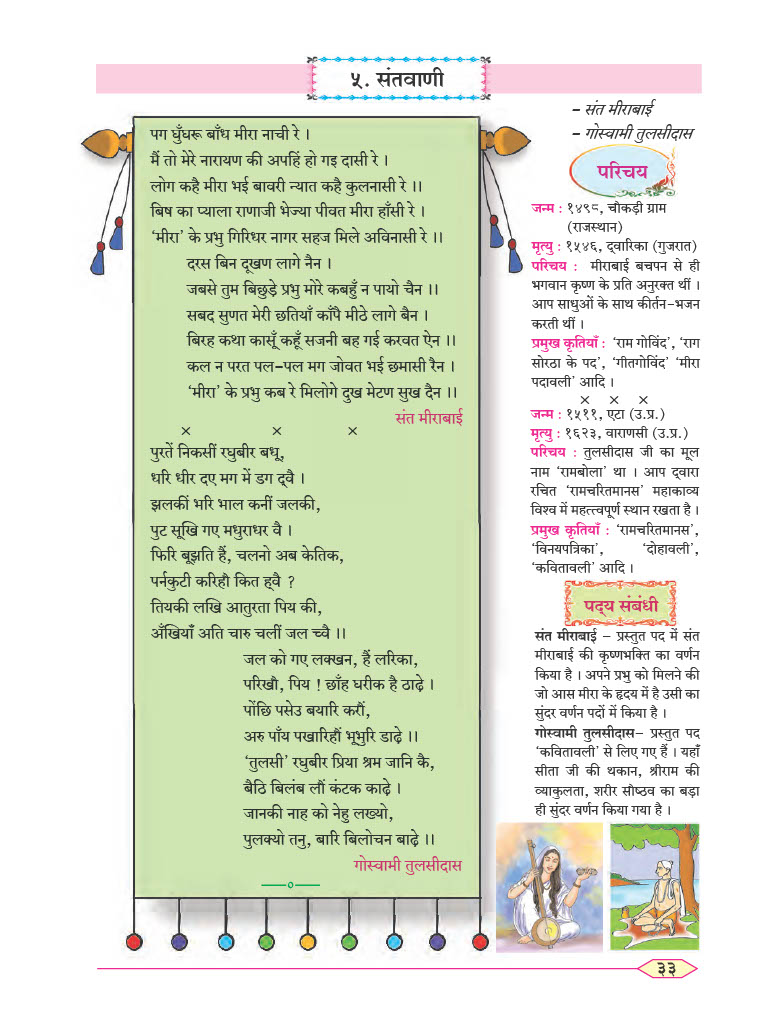 ५. संतवाणी
– संत मीराबाई
– गोस्वामी तुलसीदास
पग घुँघरू बाँध मीरा नाची रे ।
मैं तो मेरे नारायण की अपहिं हो गइ दासी रे ।
लोग कहै मीरा भई बावरी न्यात कहै कुलनासी रे ।।
बिष का प्याला राणाजी भेज्या पीवत मीरा हाँसी रे ।
‘मीरा’ के प्रभु गिरिधर नागर सहज मिले अविनासी रे ।।
दरस बिन दूखण लागे नैन ।
जबसे तुम बिछुड़े प्रभु मोरे कबहुँ न पायो चैन ।।
सबद सुणत मेरी छतियाँ काँपै मीठे लागे बैन ।
बिरह कथा कासूँ कहूँ सजनी बह गई करवत ऐन ।।
कल न परत पल-पल मग जोवत भई छमासी रैन ।
‘मीरा’ के प्रभु कब रे मिलोगे दुख मेटण सुख दैन ।।
संत मीराबाई
× × ×
पुरतें निकसीं रघुबीर बधू,
धरि धीर दए मग में डग द्वै ।
झलकीं भरि भाल कनीं जलकी,
पुट सूखि गए मधुराधर वै ।
फिरि बूझति हैं, चलनो अब केतिक,
पर्नकुटी करिहौं कित ह्वै ?
तियकी लखि आतुरता पिय की,
अँखियाँ अति चारु चलीं जल च्वै ।।
जल को गए लक्खन, हैं लरिका,
परिखौ, पिय ! छाँह घरीक है ठाढ़े ।
पोंछि पसेउ बयारि करौं,
अरु पाँय पखारिहौं भूभुरि डाढ़े ।।
‘तुलसी’ रघुबीर प्रिया श्रम जानि कै,
बैठि बिलंब लौं कंटक काढ़े ।
जानकी नाह को नेहु लख्यो,
पुलक्यो तनु, बारि बिलोचन बाढ़े ।।
गोस्वामी तुलसीदास
परिचय
जन्म : १४९८, चौकड़ी ग्राम
(राजस्थान)
मृत्यु : १५४६, द्वारिका (गुजरात)
परिचय : मीराबाई बचपन से ही
भगवान कृष्ण के प्रति अनुरक्त थीं ।
आप साधुओं के साथ कीर्तन-भजन
करती थीं ।
प्रमुख कृतियाँ : ‘राम गोविंद’, ‘राग
सोरठा के पद’, ‘गीतगोविंद’ ‘मीरा
पदावली’ आदि ।
× × ×
जन्म : १५११, एटा (उ.प्र.)
मृत्यु : १६२३, वाराणसी (उ.प्र.)
परिचय : तुलसीदास जी का मूल
नाम ‘रामबोला’ था । आप द्वारा
रचित ‘रामचरितमानस’ महाकाव्य
विश्व में महत्त्वपूर्ण स्थान रखता है ।
प्रमुख कृतियाँ : ‘रामचरितमानस’,
‘विनयपत्रिका’, ‘दोहावली’,
‘कवितावली’ आदि ।
पद्य संबंधी
संत मीराबाई – प्रस्तुत पद में संत
मीराबाई की कृष्णभक्ति का वर्णन
किया है । अपने प्रभु को मिलने की
जो आस मीरा के हृदय में है उसी का
सुंदर वर्णन पदों में किया है ।
गोस्वामी तुलसीदास– प्रस्तुत पद
‘कवितावली’ से लिए गए हैं । यहाँ
सीता जी की थकान, श्रीराम की
व्याकुलता, शरीर सौष्ठव का बड़ा
ही सुंदर वर्णन किया गया है ।
३३